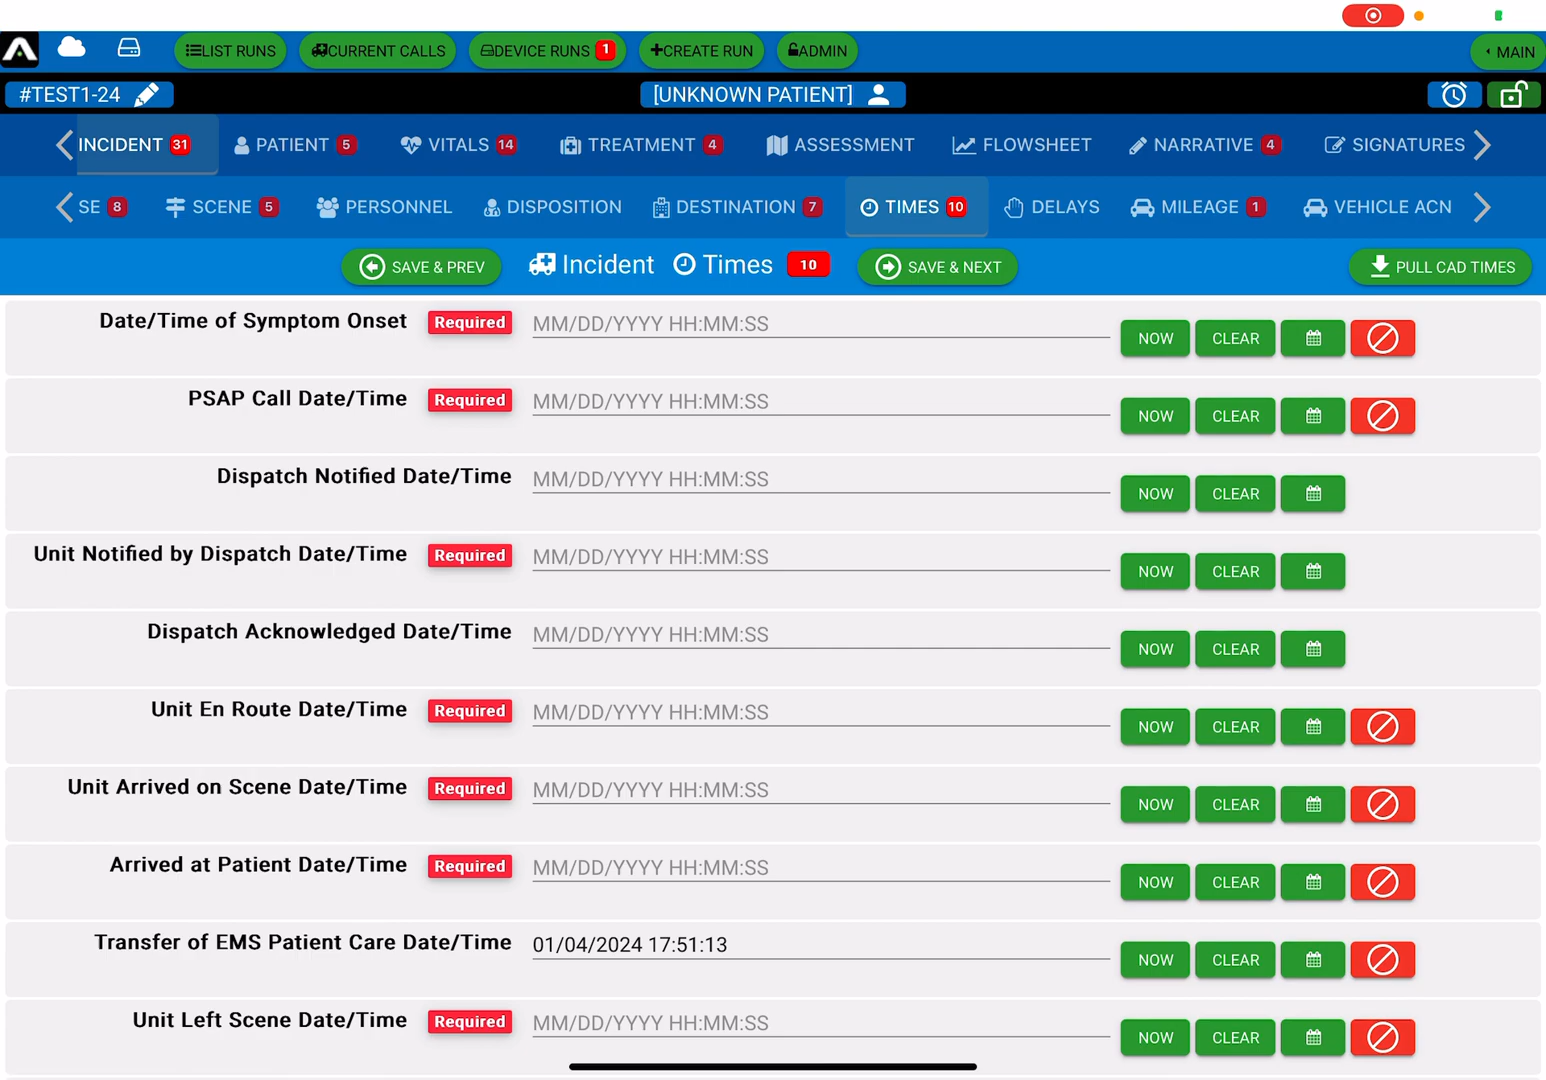 LIST RUNS CURRENT CALLS DEVICE RUNS 1 +CREATE RUN ADMIN MAIN
#TEST1-24 [UNKNOWN PATIENT]
INCIDENT 31 PATIENT 5 VITALS 14 TREATMENT 4 ASSESSMENT FLOWSHEET NARRATIVE 4 SIGNATURES
SE 8 SCENE 5 PERSONNEL DISPOSITION DESTINATION 7 TIMES 10 DELAYS MILEAGE 1 VEHICLE ACN
SAVE & PREV Incident Times 10 SAVE & NEXT PULL CAD TIMES
Date/Time of Symptom Onset Required MM/DD/YYYY HH:MM:SS NOW CLEAR
PSAP Call Date/Time Required MM/DD/YYYY HH:MM:SS NOW CLEAR
Dispatch Notified Date/Time MM/DD/YYYY HH:MM:SS NOW CLEAR
Unit Notified by Dispatch Date/Time Required MM/DD/YYYY HH:MM:SS NOW CLEAR
Dispatch Acknowledged Date/Time MM/DD/YYYY HH:MM:SS NOW CLEAR
Unit En Route Date/Time Required MM/DD/YYYY HH:MM:SS NOW CLEAR
Unit Arrived on Scene Date/Time Required MM/DD/YYYY HH:MM:SS NOW CLEAR
Arrived at Patient Date/Time Required MM/DD/YYYY HH:MM:SS NOW CLEAR
Transfer of EMS Patient Care Date/Time 01/04/2024 17:51:13 NOW CLEAR
Unit Left Scene Date/Time Required MM/DD/YYYY HH:MM:SS NOW CLEAR